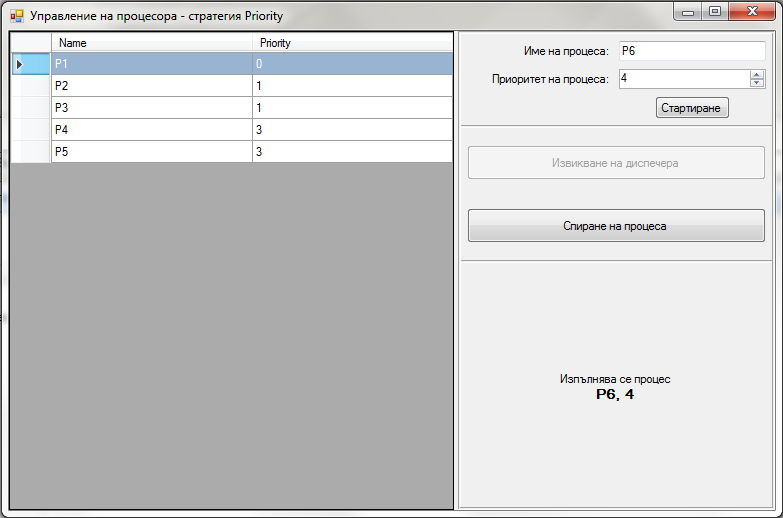 Управление на процесора - стратегия Priority
Name Priority
P1 0
P2 1
P3 1
P4 3
P5 3
Име на процеса: P6
Приоритет на процеса: 4
Стартиране
Извикване на диспечера
Спиране на процеса
Изпълнява се процес
P6, 4